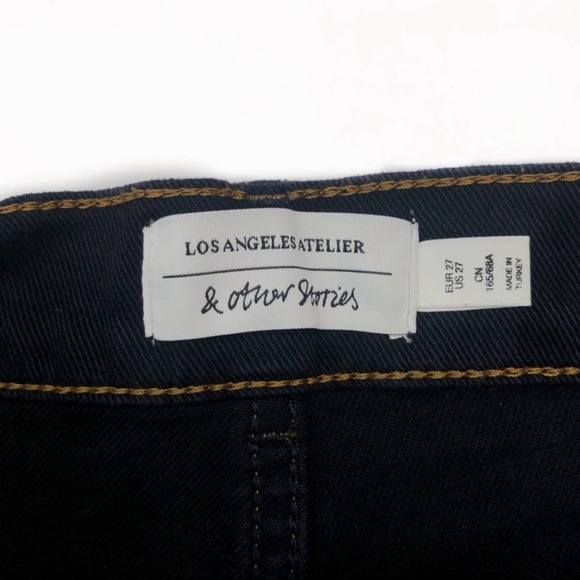 LOS ANGELES ATELIER
& other Stories
EUR 27
US 27
CN
165/68A
MADE IN
TURKEY